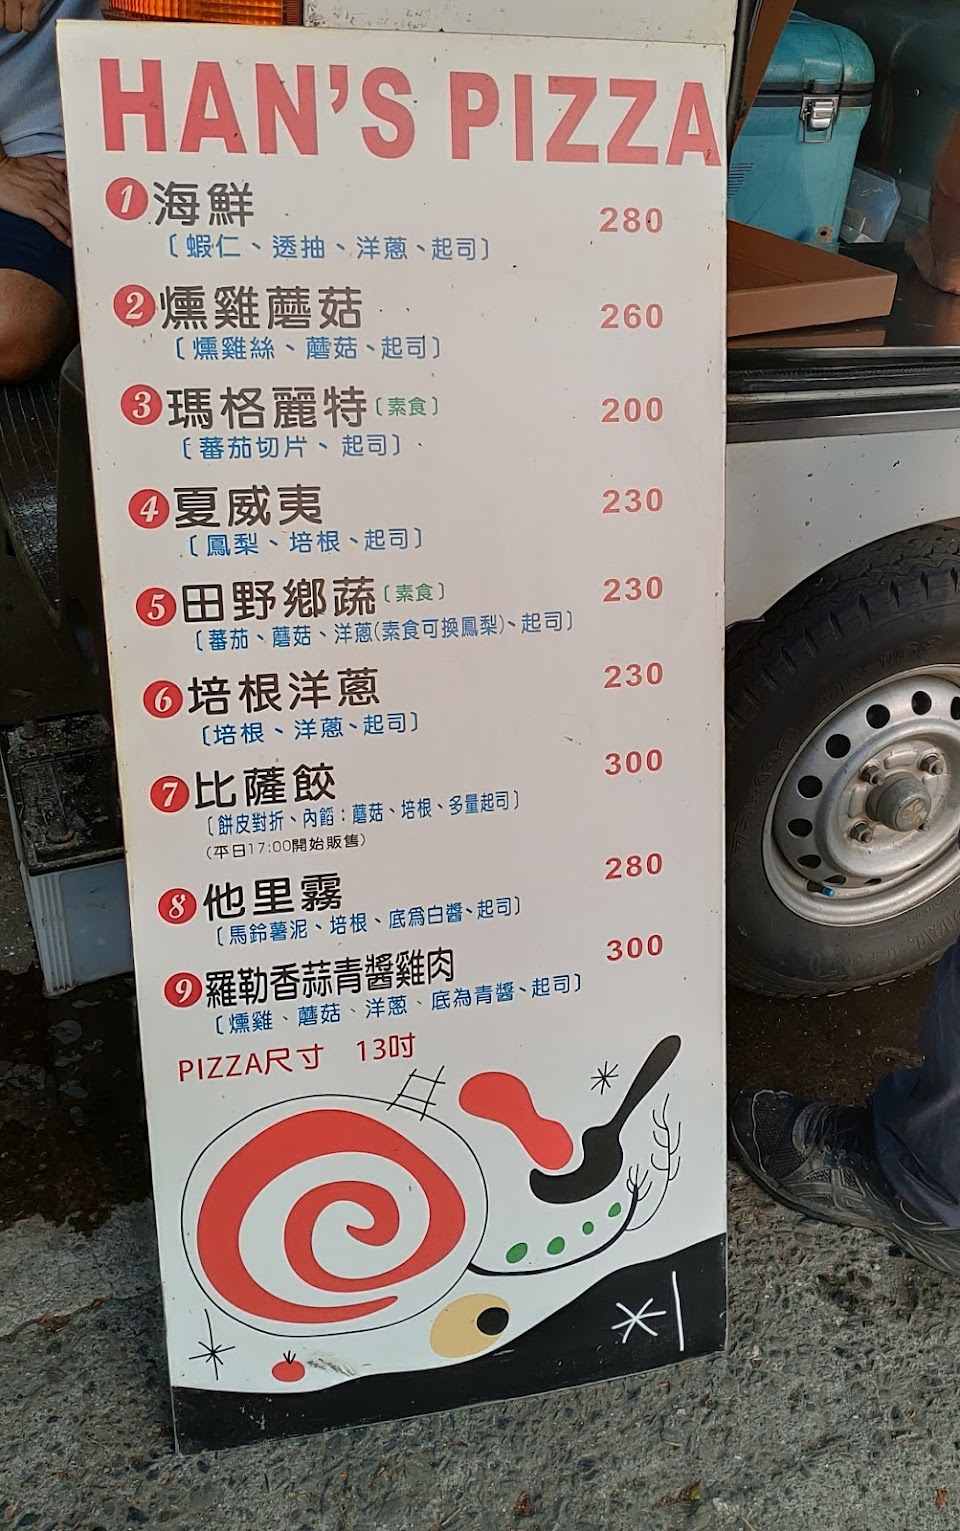 HAN'S PIZZA
1 海鮮 280
〔蝦仁、透抽、洋蔥、起司〕
2 燻雞蘑菇 260
〔燻雞絲、蘑菇、起司〕
3 瑪格麗特〔素食〕 200
〔蕃茄切片、起司〕
4 夏威夷 230
〔鳳梨、培根、起司〕
5 田野鄉蔬〔素食〕 230
〔蕃茄、蘑菇、洋蔥(素食可換鳳梨)、起司〕
6 培根洋蔥 230
〔培根、洋蔥、起司〕
7 比薩餃 300
〔餅皮對折、內餡：蘑菇、培根、多量起司〕
(平日17:00開始販售)
8 他里霧 280
〔馬鈴薯泥、培根、底為白醬、起司〕
9 羅勒香蒜青醬雞肉 300
〔燻雞、蘑菇、洋蔥、底為青醬、起司〕
PIZZA尺寸 13吋